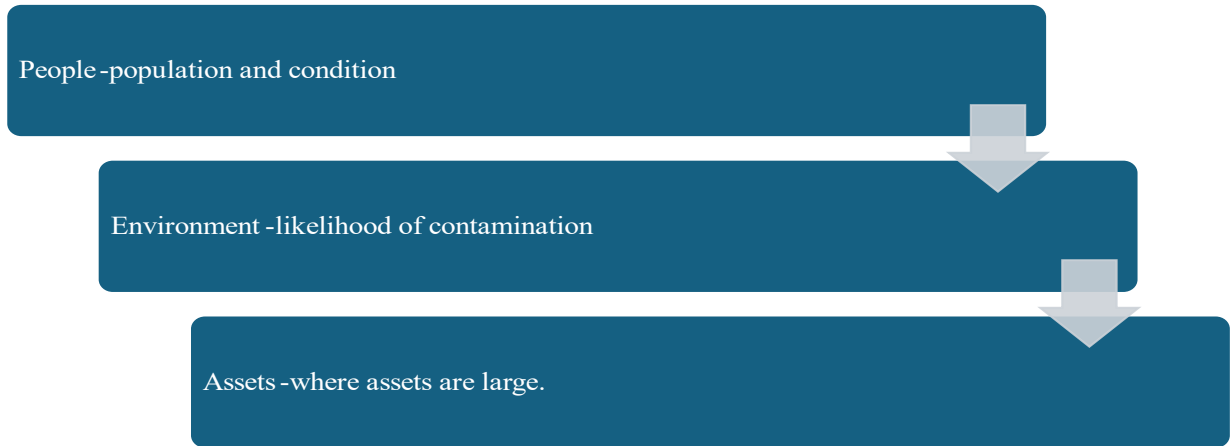 People-population and condition
Environment-likelihood of contamination
Assets-where assets are large.